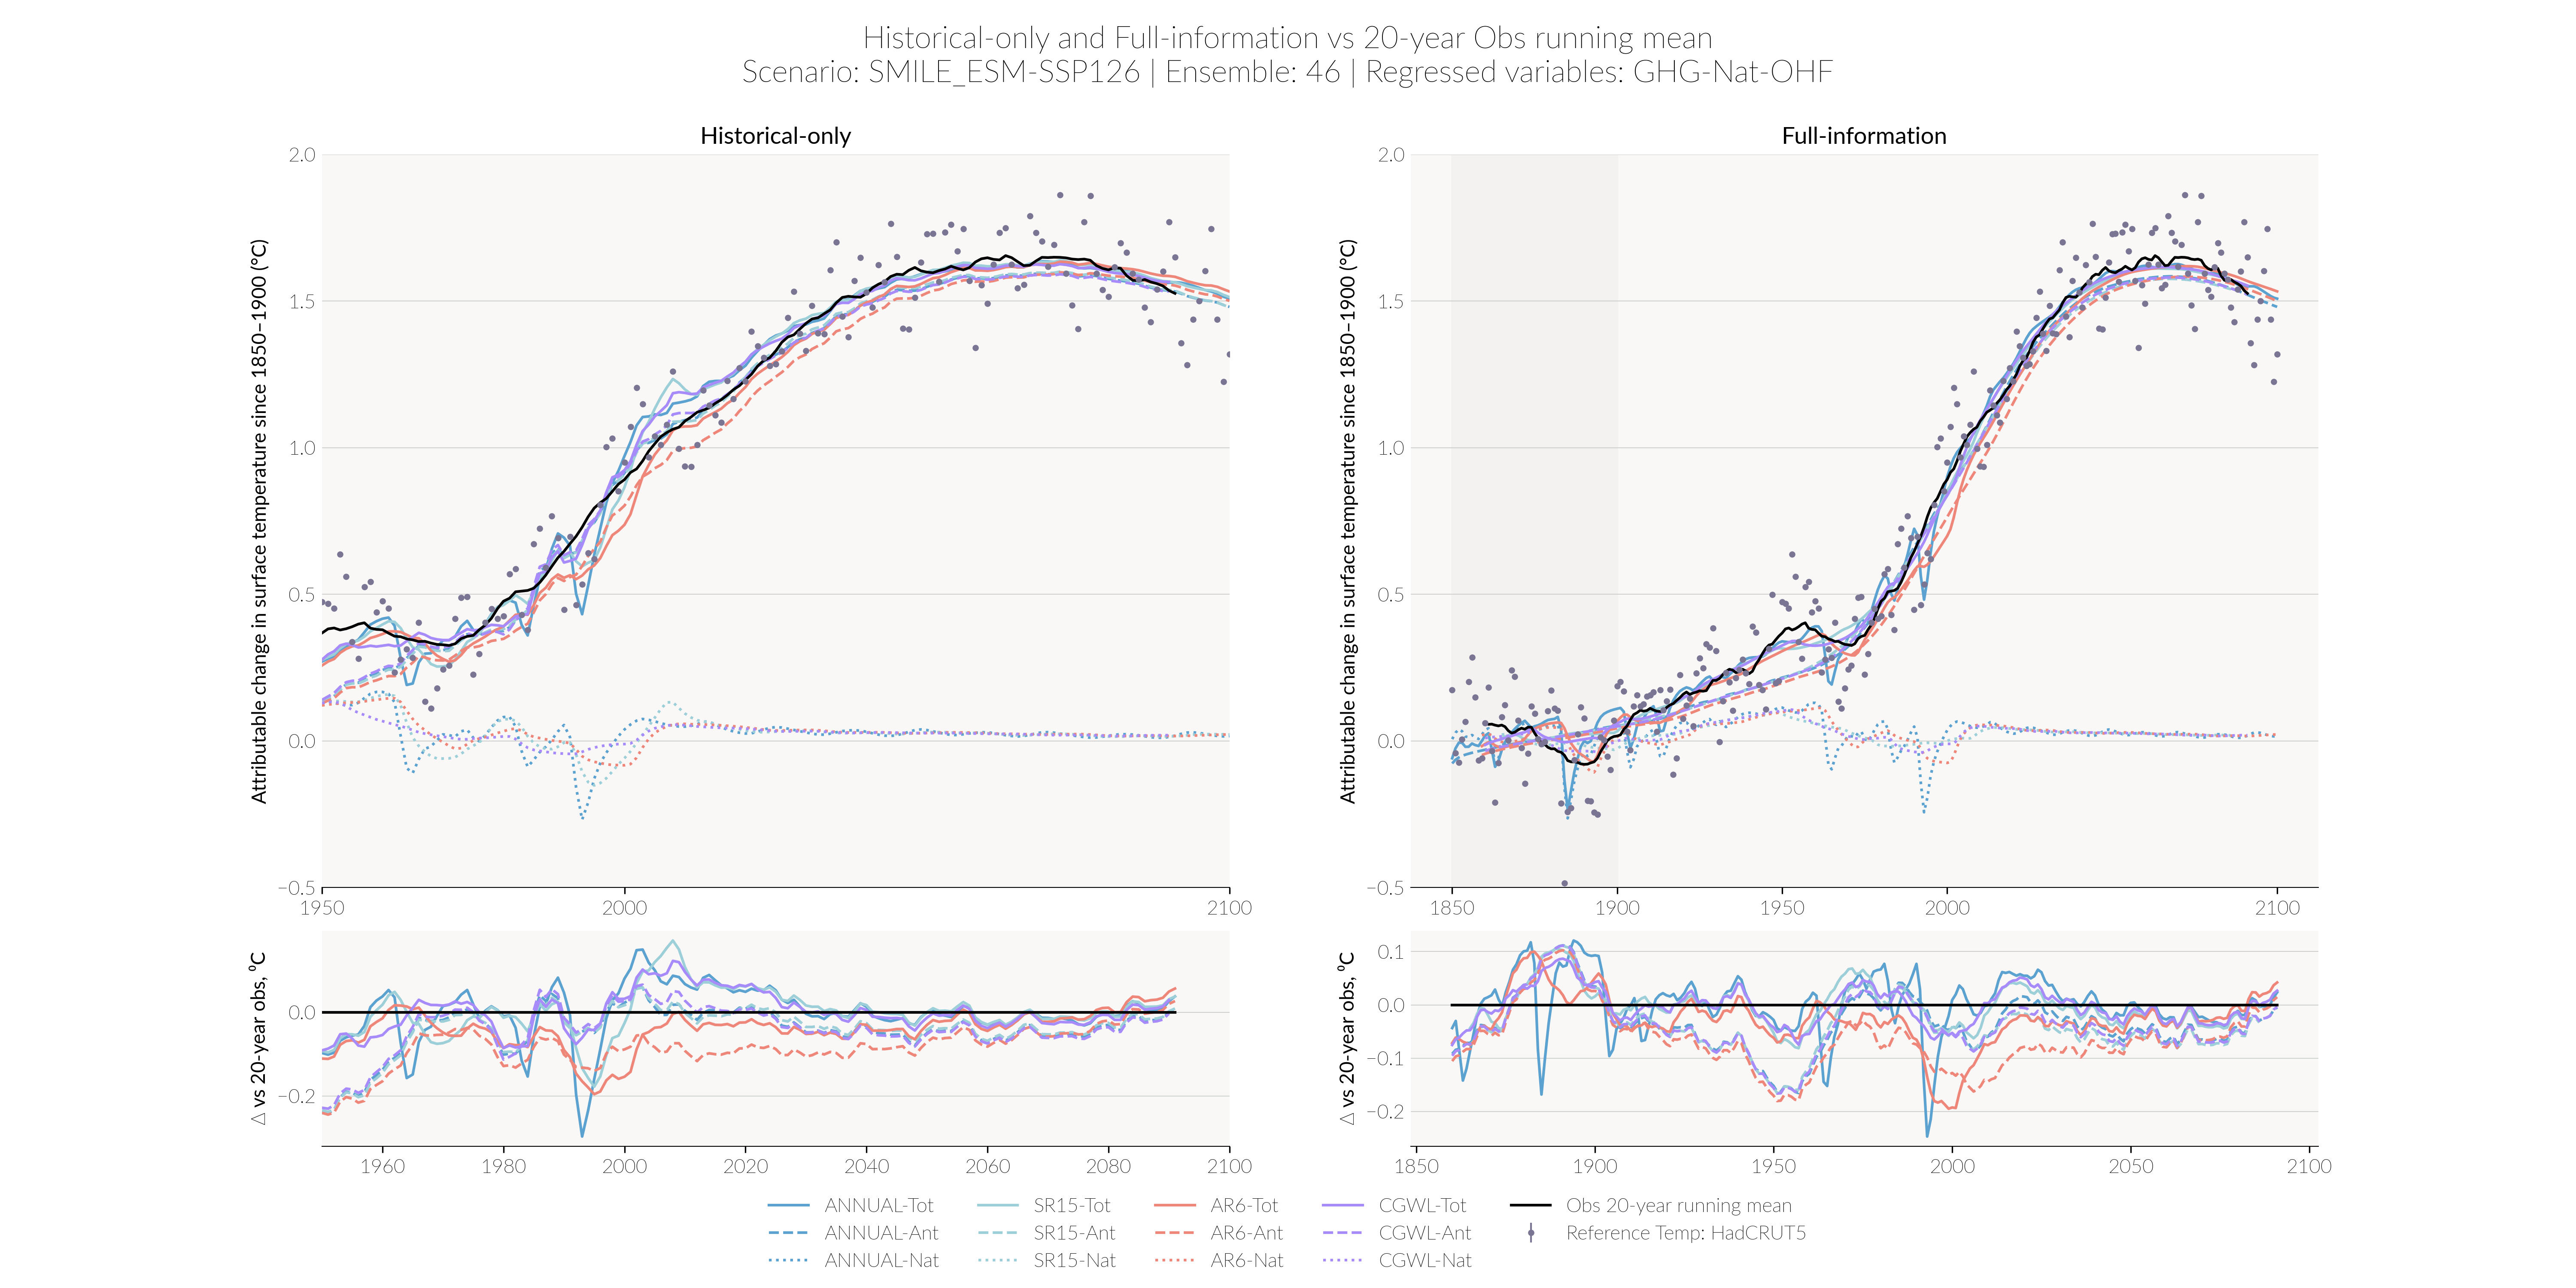 Historical-only and Full-information vs 20-year Obs running mean
Scenario: SMILE_ESM-SSP126 | Ensemble: 46 | Regressed variables: GHG-Nat-OHF
Historical-only
Attributable change in surface temperature since 1850–1900 (°C)
2.0
1.5
1.0
0.5
0.0
−0.5
1950
2000
2100
△ vs 20-year obs, °C
0.0
−0.2
1960
1980
2000
2020
2040
2060
2080
2100
Full-information
Attributable change in surface temperature since 1850–1900 (°C)
2.0
1.5
1.0
0.5
0.0
−0.5
1850
1900
1950
2000
2100
△ vs 20-year obs, °C
0.1
0.0
−0.1
−0.2
1850
1900
1950
2000
2050
2100
ANNUAL-Tot
ANNUAL-Ant
ANNUAL-Nat
SR15-Tot
SR15-Ant
SR15-Nat
AR6-Tot
AR6-Ant
AR6-Nat
CGWL-Tot
CGWL-Ant
CGWL-Nat
Obs 20-year running mean
Reference Temp: HadCRUT5